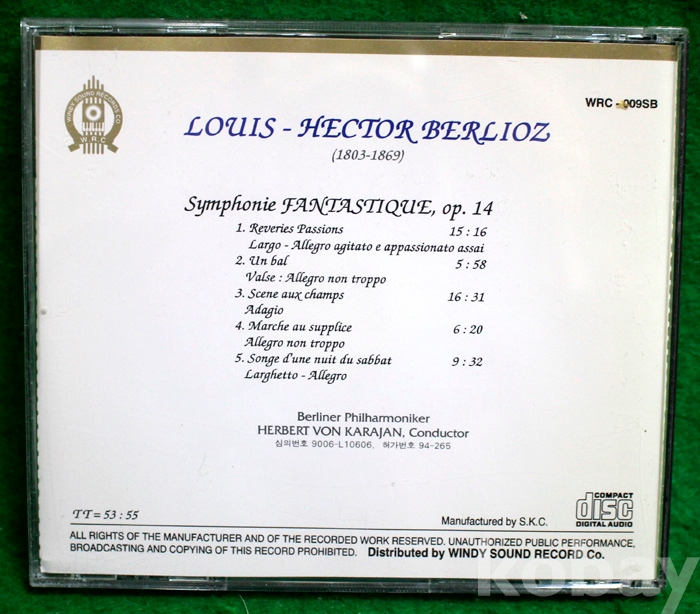 WRC - 009SB
WINDY SOUND RECORDS CO
W R C
LOUIS - HECTOR BERLIOZ
(1803-1869)
Symphonie FANTASTIQUE, op. 14
1. Reveries Passions 15 : 16
Largo - Allegro agitato e appassionato assai
2. Un bal 5 : 58
Valse : Allegro non troppo
3. Scene aux champs 16 : 31
Adagio
4. Marche au supplice 6 : 20
Allegro non troppo
5. Songe d'une nuit du sabbat 9 : 32
Larghetto - Allegro
Berliner Philharmoniker
HERBERT VON KARAJAN, Conductor
심의번호 9006-L10606, 허가번호 94-265
TT = 53 : 55
Manufactured by S.K.C.
COMPACT
disc
DIGITAL AUDIO
ALL RIGHTS OF THE MANUFACTURER AND OF THE RECORDED WORK RESERVED. UNAUTHORIZED PUBLIC PERFORMANCE,
BROADCASTING AND COPYING OF THIS RECORD PROHIBITED. Distributed by WINDY SOUND RECORD Co.
kobay